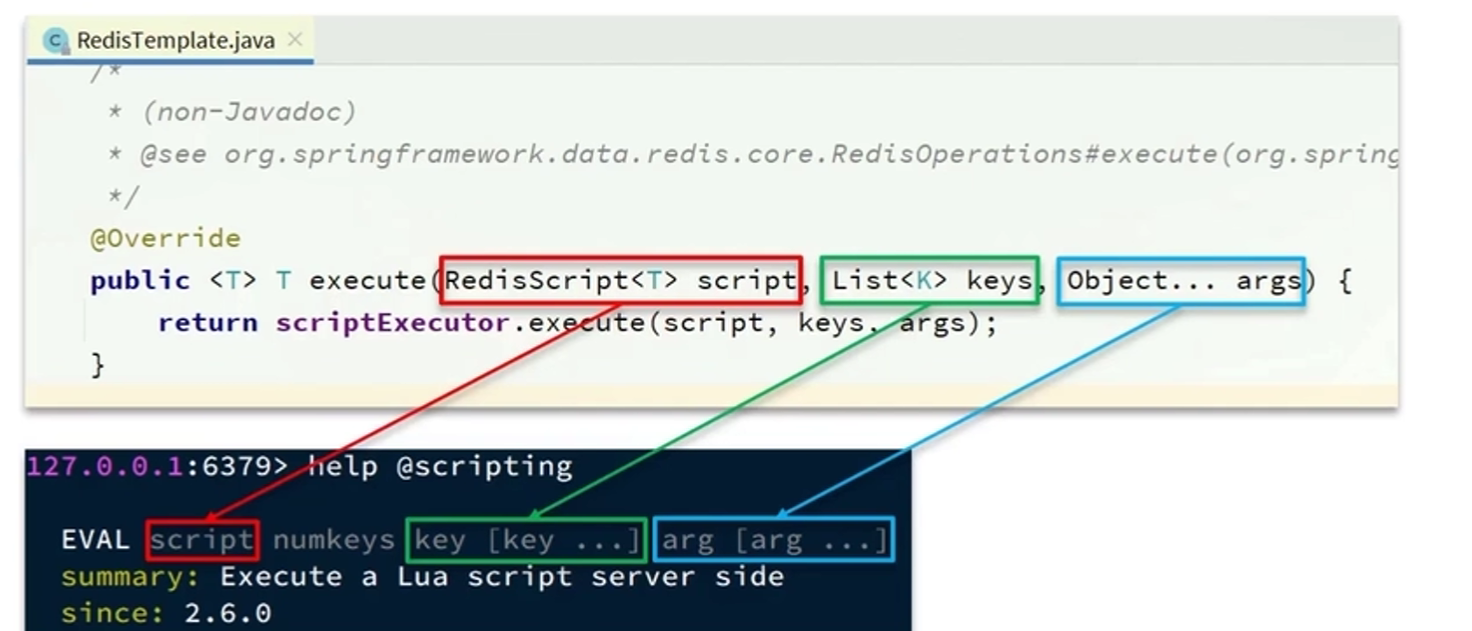 RedisTemplate.java
/*
* (non-Javadoc)
* @see org.springframework.data.redis.core.RedisOperations#execute(org.spring
*/
@Override
public <T> T execute(RedisScript<T> script, List<K> keys, Object... args) {
return scriptExecutor.execute(script, keys, args);
}
127.0.0.1:6379> help @scripting
EVAL script numkeys key [key ...] arg [arg ...]
summary: Execute a Lua script server side
since: 2.6.0